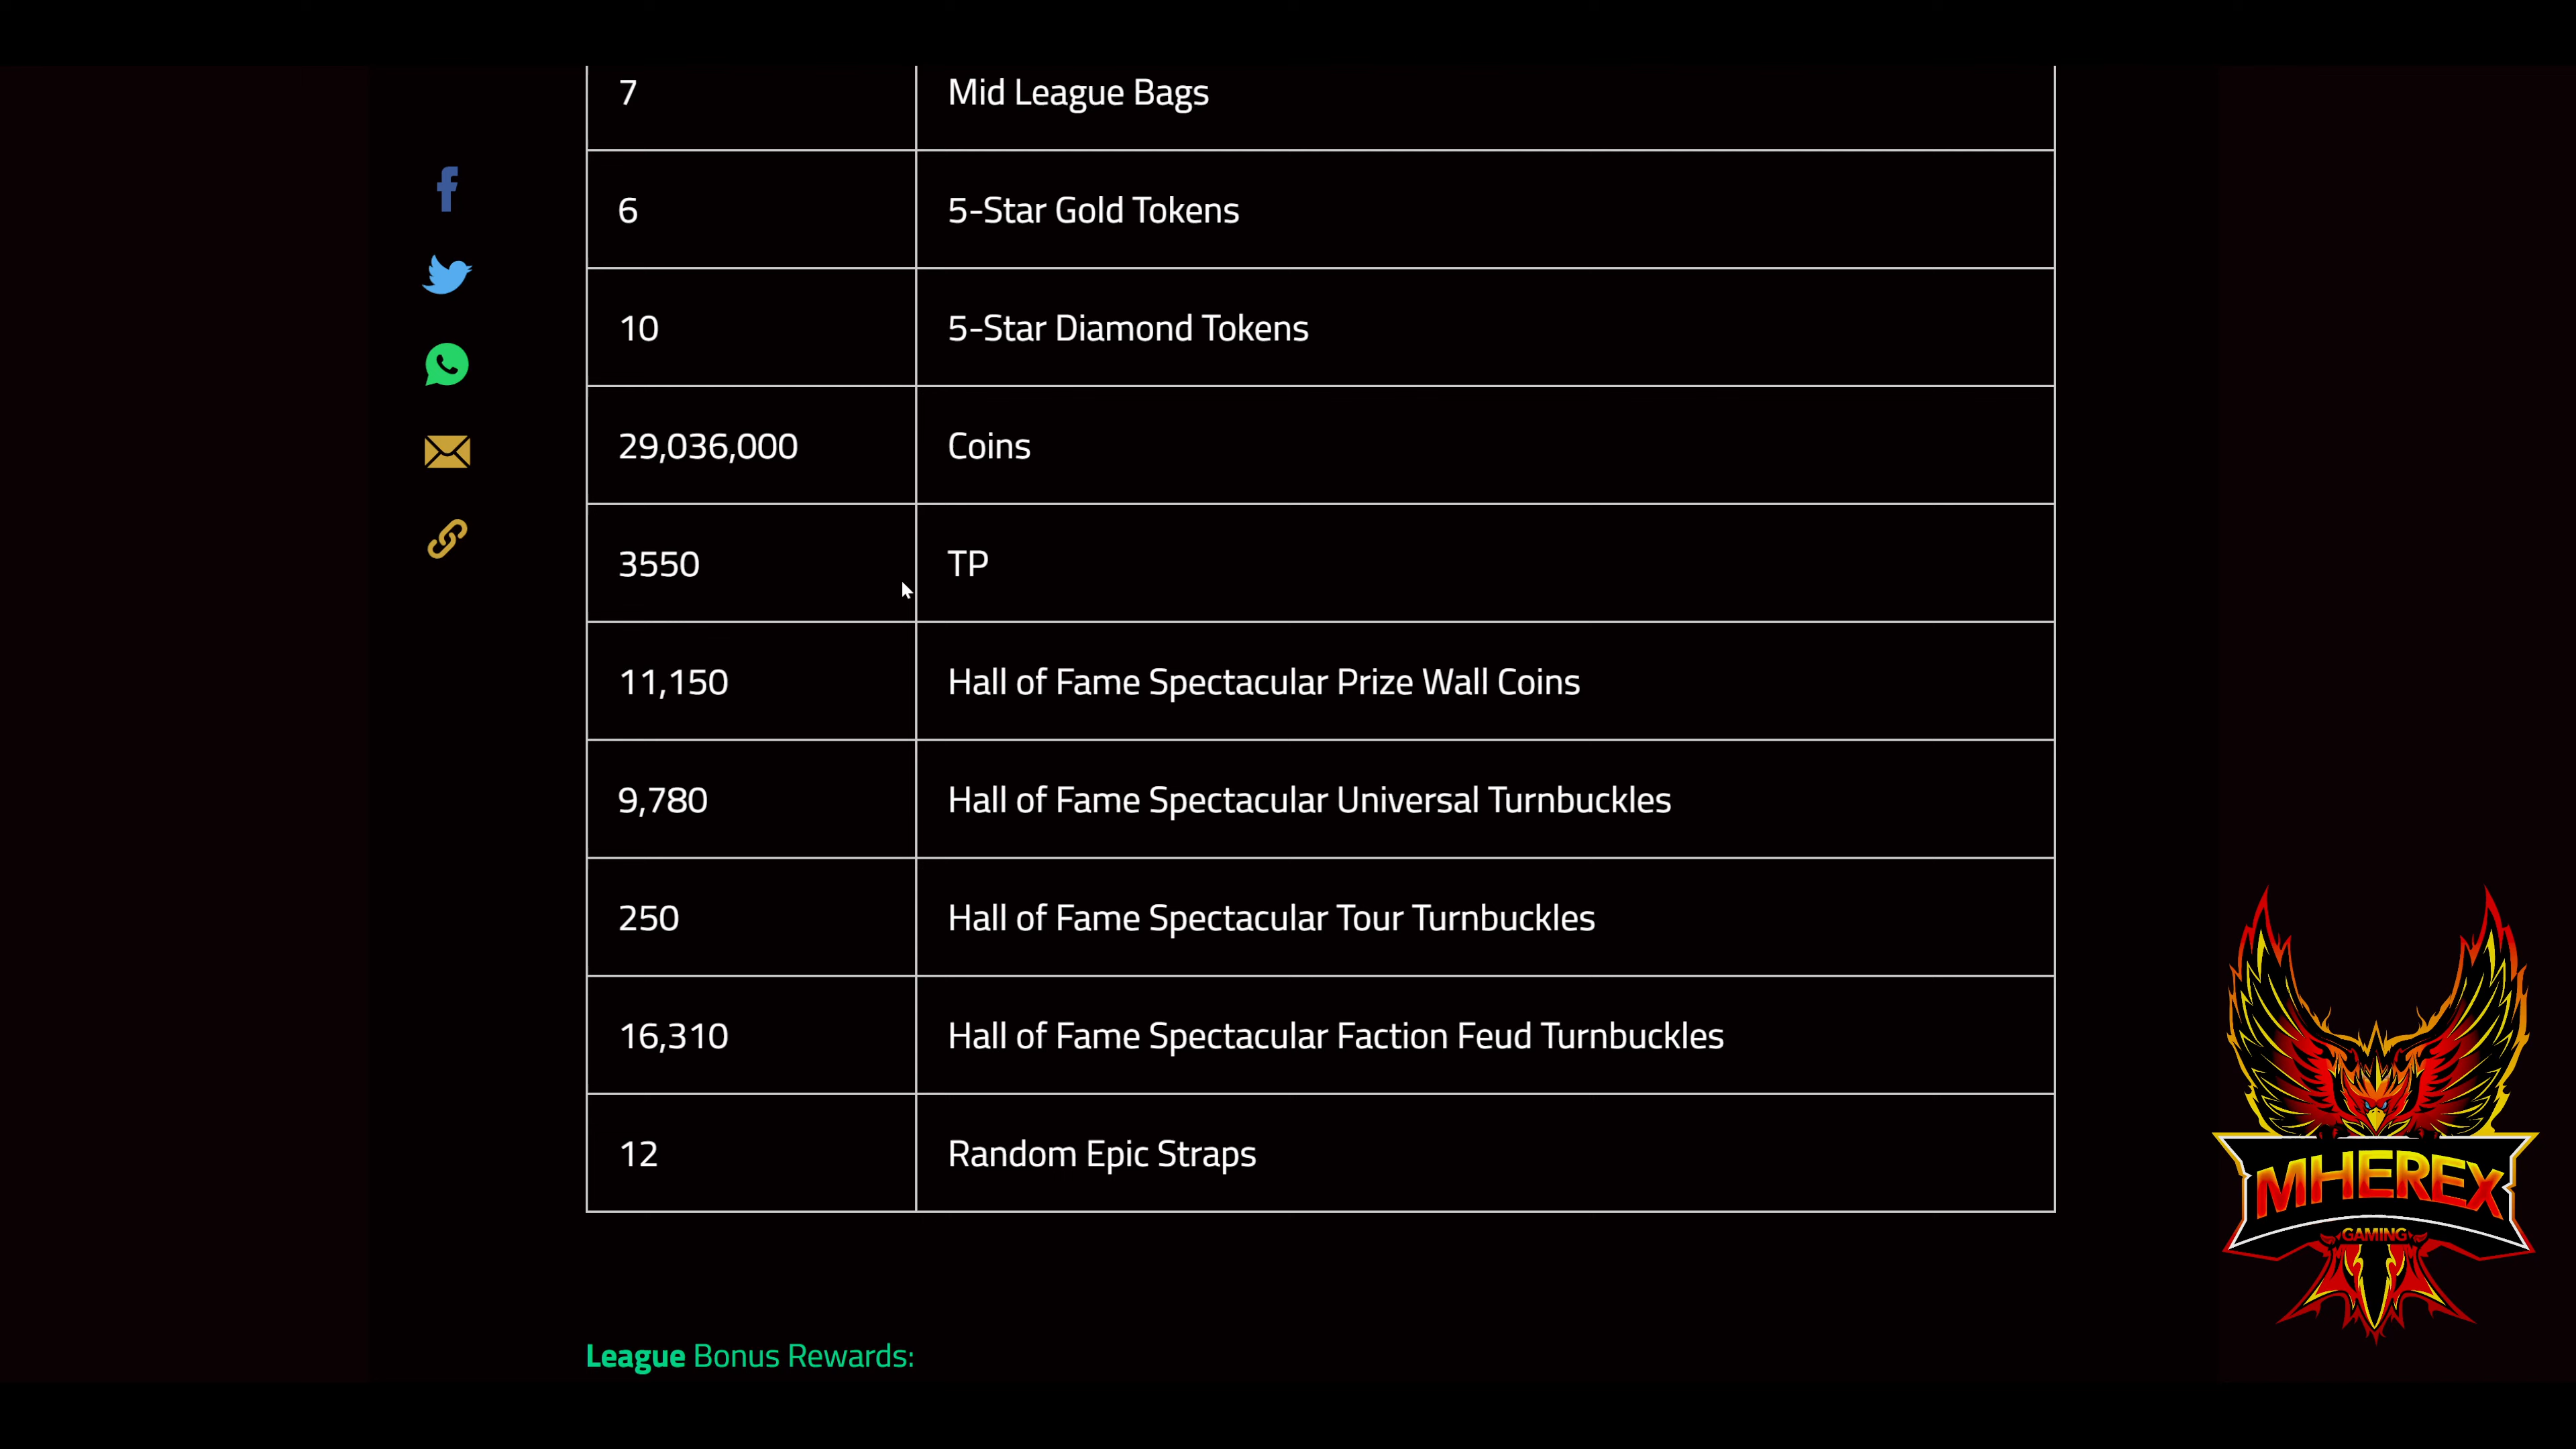 7 Mid League Bags
6 5-Star Gold Tokens
10 5-Star Diamond Tokens
29,036,000 Coins
3550 TP
11,150 Hall of Fame Spectacular Prize Wall Coins
9,780 Hall of Fame Spectacular Universal Turnbuckles
250 Hall of Fame Spectacular Tour Turnbuckles
16,310 Hall of Fame Spectacular Faction Feud Turnbuckles
12 Random Epic Straps
League Bonus Rewards:
MHEREX
GAMING